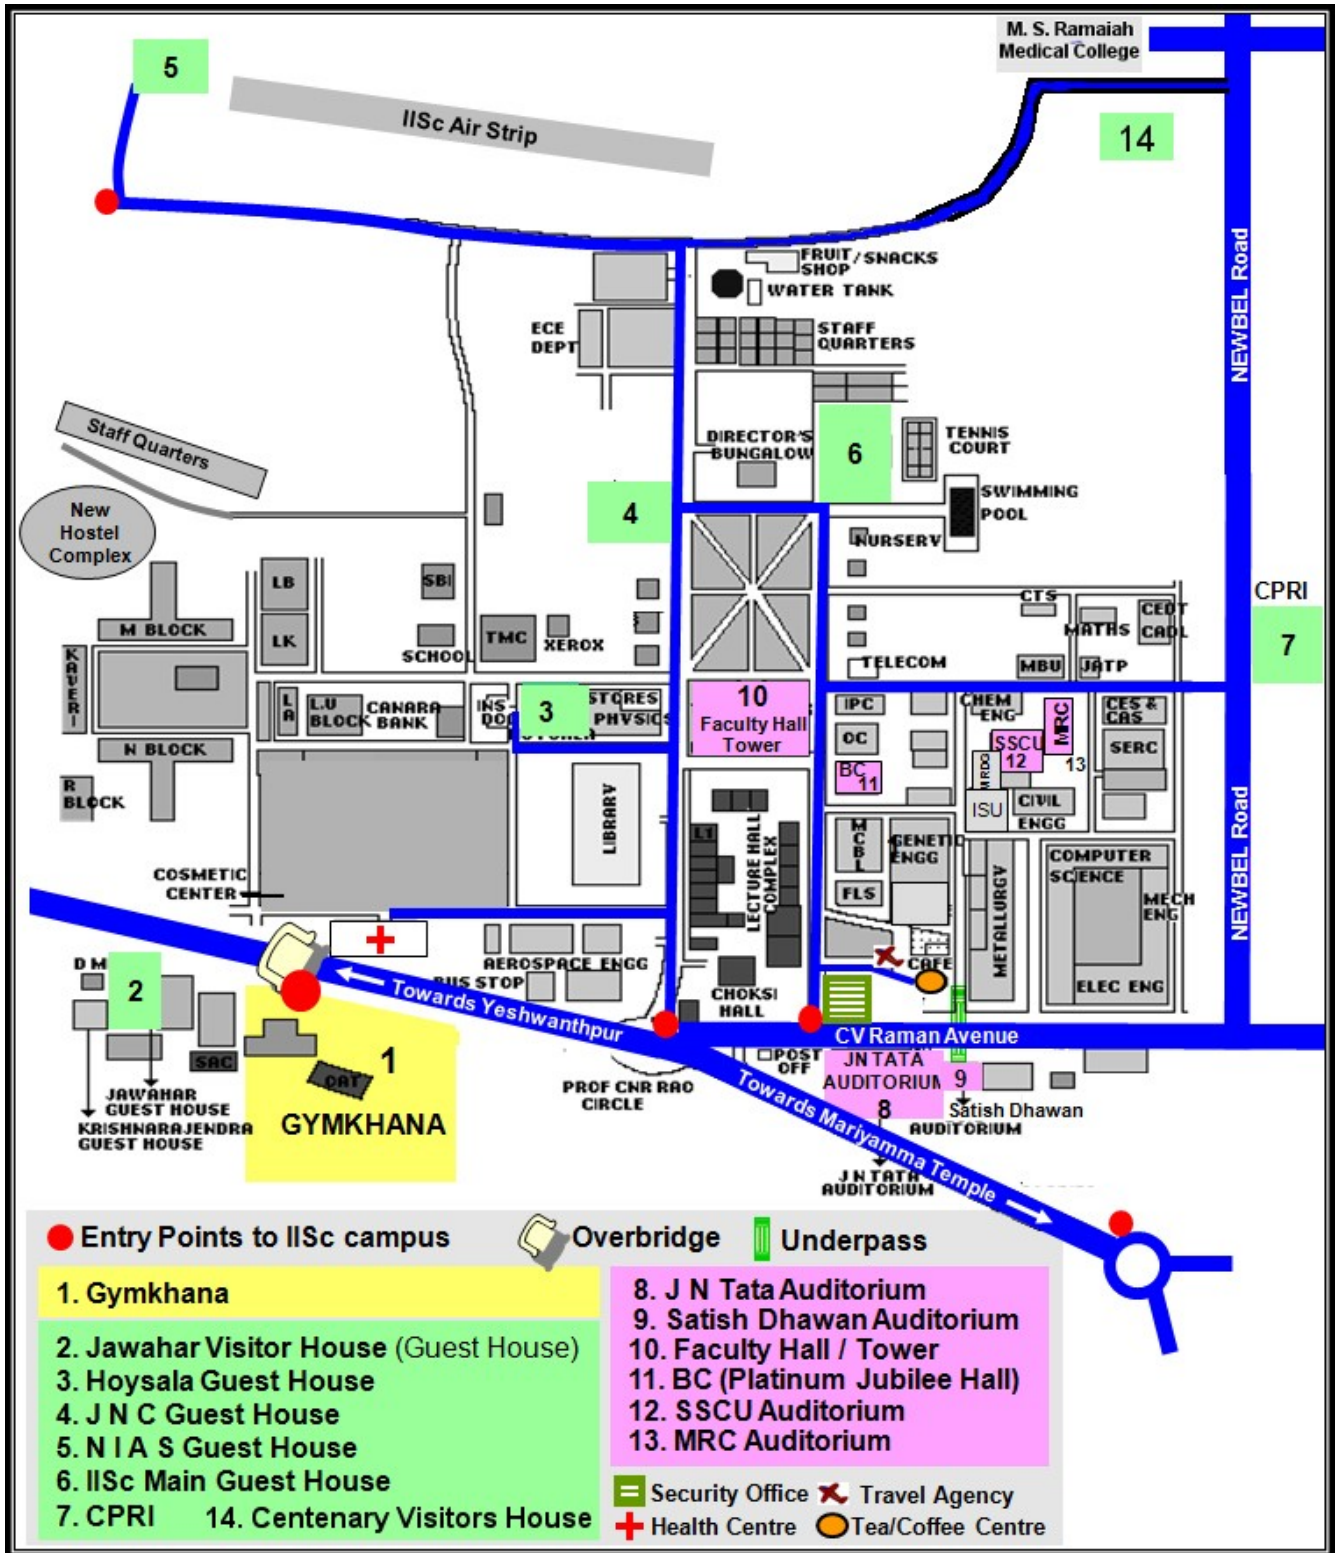 M. S. Ramaiah
Medical College
5
IISc Air Strip
14
NEWBEL Road
FRUIT/SNACKS
SHOP
WATER TANK
ECE
DEPT
STAFF
QUARTERS
Staff Quarters
DIRECTOR'S
BUNGALOW
6
TENNIS
COURT
SWIMMING
POOL
4
New
Hostel
Complex
NURSERY
LB
SBI
CTS
CEDT
CADL
CPRI
7
M BLOCK
LK
SCHOOL
TMC
XEROX
MATHS
TELECOM
MBU
JATP
KAVERI
LA
L.U
BLOCK
CANARA
BANK
INS-
DOC
3
STORES
PHYSICS
10
Faculty Hall
Tower
IPC
CHEM
ENG
MRC
CES &
CAS
N BLOCK
OC
SSCU
12
13
SERC
BC
11
MRDG
ISU
CIVIL
ENGG
R
BLOCK
LIBRARY
L1
LECTURE HALL
COMPLEX
MCBL
GENETIC
ENGG
METALLURGY
COMPUTER
SCIENCE
COSMETIC
CENTER
FLS
MECH
ENG
NEWBEL Road
D M
2
AEROSPACE ENGG
BUS STOP
Towards Yeshwanthpur
CHOKSI
HALL
CAFE
ELEC ENG
CV Raman Avenue
SAC
OAT
1
GYMKHANA
PROF CNR RAO
CIRCLE
POST
OFF
JN TATA
AUDITORIUM
8
9
Satish Dhawan
AUDITORIUM
JAWAHAR
GUEST HOUSE
KRISHNARAJENDRA
GUEST HOUSE
Towards Mariyamma Temple
J N TATA
AUDITORIUM
Entry Points to IISc campus
Overbridge
Underpass
1. Gymkhana
2. Jawahar Visitor House (Guest House)
3. Hoysala Guest House
4. J N C Guest House
5. N I A S Guest House
6. IISc Main Guest House
7. CPRI 14. Centenary Visitors House
8. J N Tata Auditorium
9. Satish Dhawan Auditorium
10. Faculty Hall / Tower
11. BC (Platinum Jubilee Hall)
12. SSCU Auditorium
13. MRC Auditorium
Security Office
Travel Agency
Health Centre
Tea/Coffee Centre